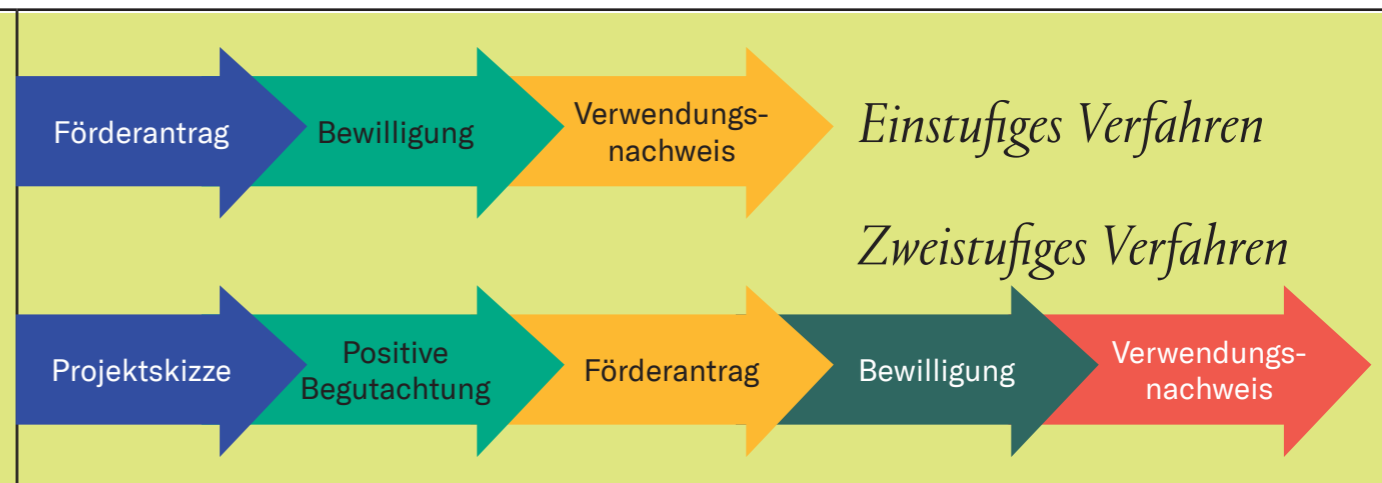 Förderantrag
Bewilligung
Verwendungs-
nachweis
Einstufiges Verfahren
Zweistufiges Verfahren
Projektskizze
Positive
Begutachtung
Förderantrag
Bewilligung
Verwendungs-
nachweis